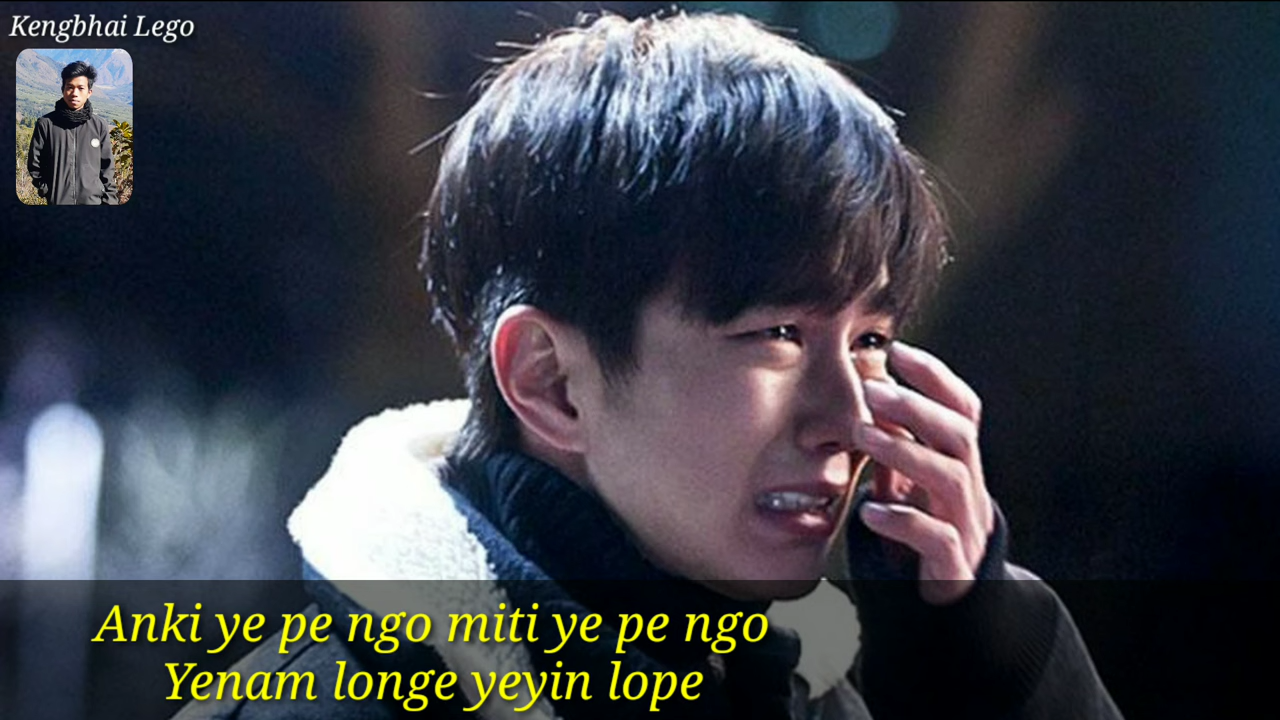 Kengbhai Lego
Anki ye pe ngo miti ye pe ngo
Yenam longe yeyin lope